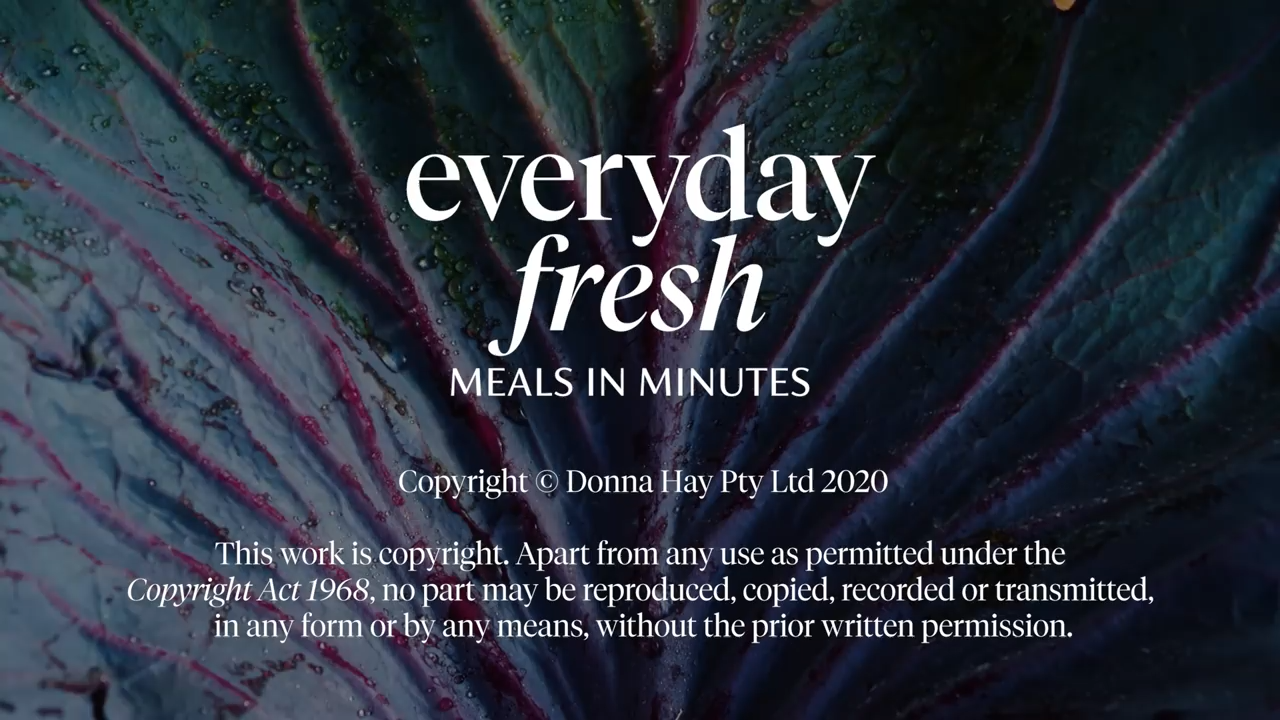 everyday
fresh
MEALS IN MINUTES
Copyright © Donna Hay Pty Ltd 2020
This work is copyright. Apart from any use as permitted under the
Copyright Act 1968, no part may be reproduced, copied, recorded or transmitted,
in any form or by any means, without the prior written permission.